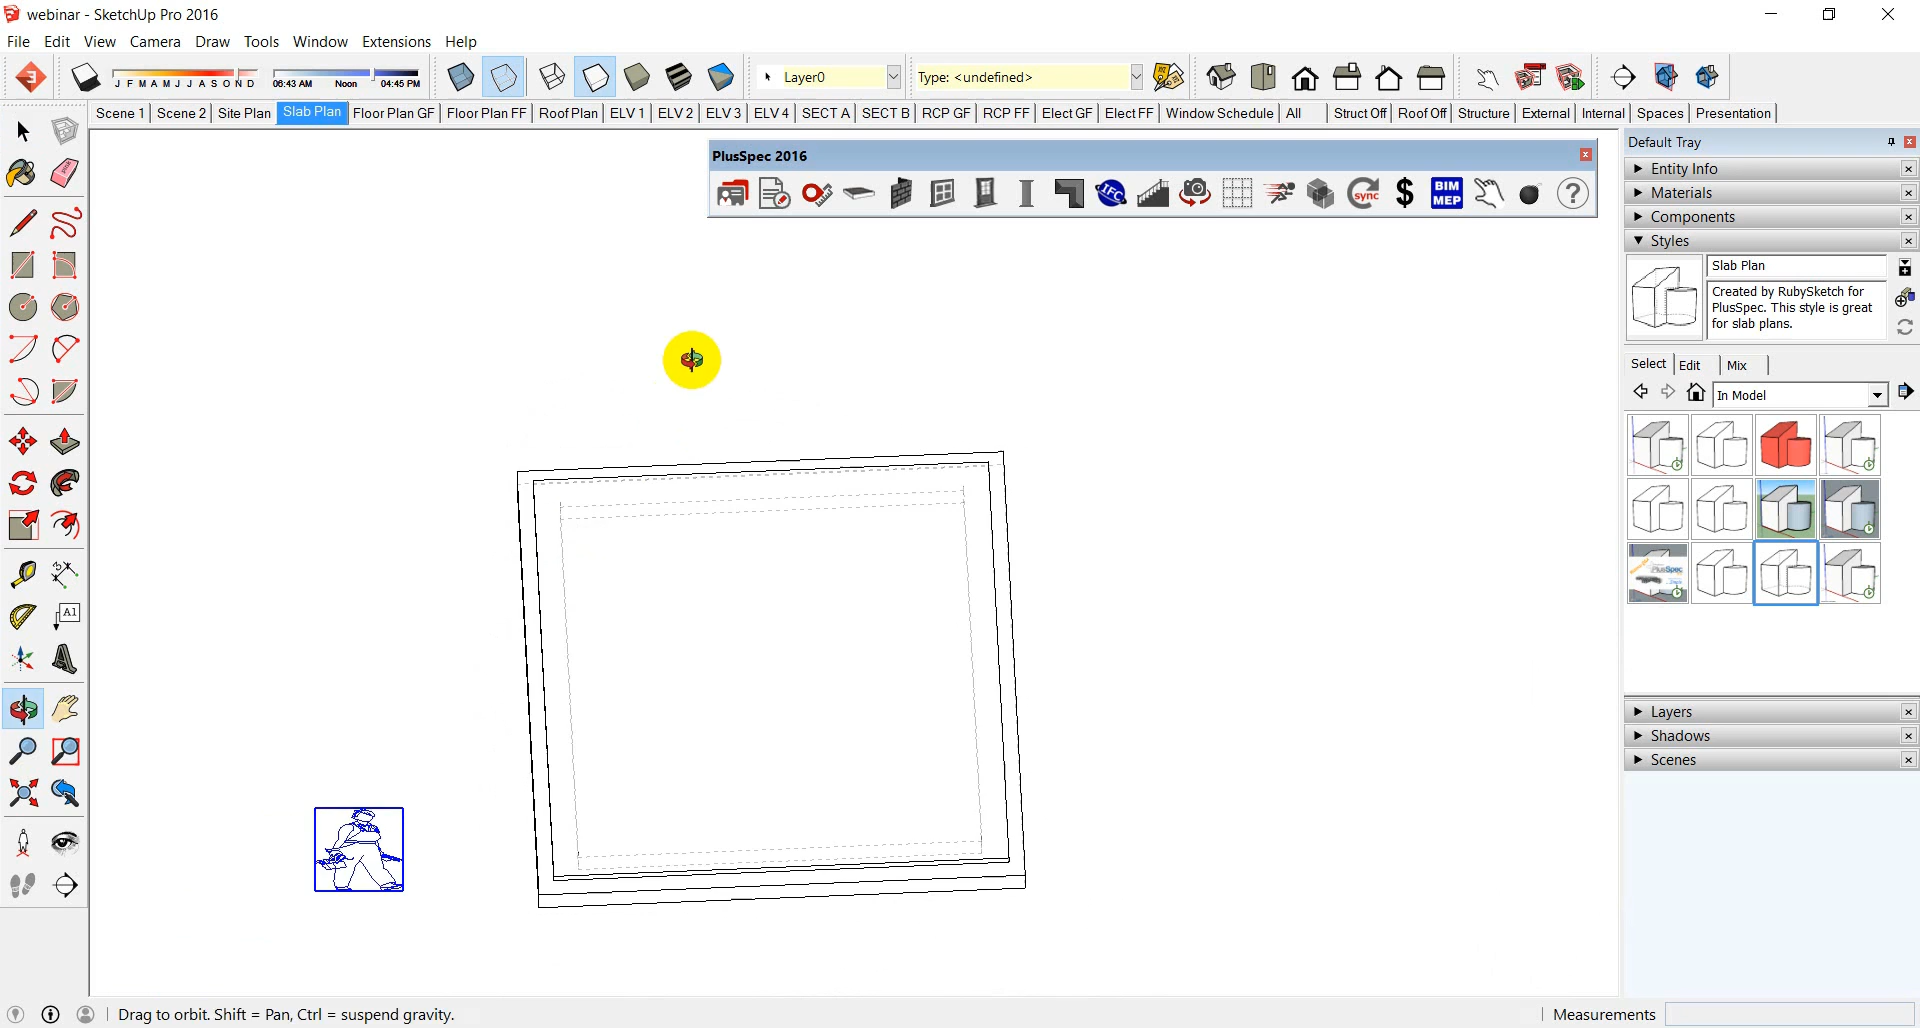 webinar - SketchUp Pro 2016
File Edit View Camera Draw Tools Window Extensions Help
3
J F M A M J J A S O N D
06:43 AM Noon 04:45 PM
Layer0
Type: <undefined>
Scene 1 Scene 2 Site Plan Slab Plan Floor Plan GF Floor Plan FF Roof Plan ELV 1 ELV 2 ELV 3 ELV 4 SECT A SECT B RCP GF RCP FF Elect GF Elect FF Window Schedule All Struct Off Roof Off Structure External Internal Spaces Presentation
PlusSpec 2016
IFC
sync
$
BIM
MEP
?
Default Tray
Entity Info
Materials
Components
Styles
Slab Plan
Created by RubySketch for
PlusSpec. This style is great
for slab plans.
Select Edit Mix
In Model
PlusSpec
Layers
Shadows
Scenes
A1
Drag to orbit. Shift = Pan, Ctrl = suspend gravity.
Measurements